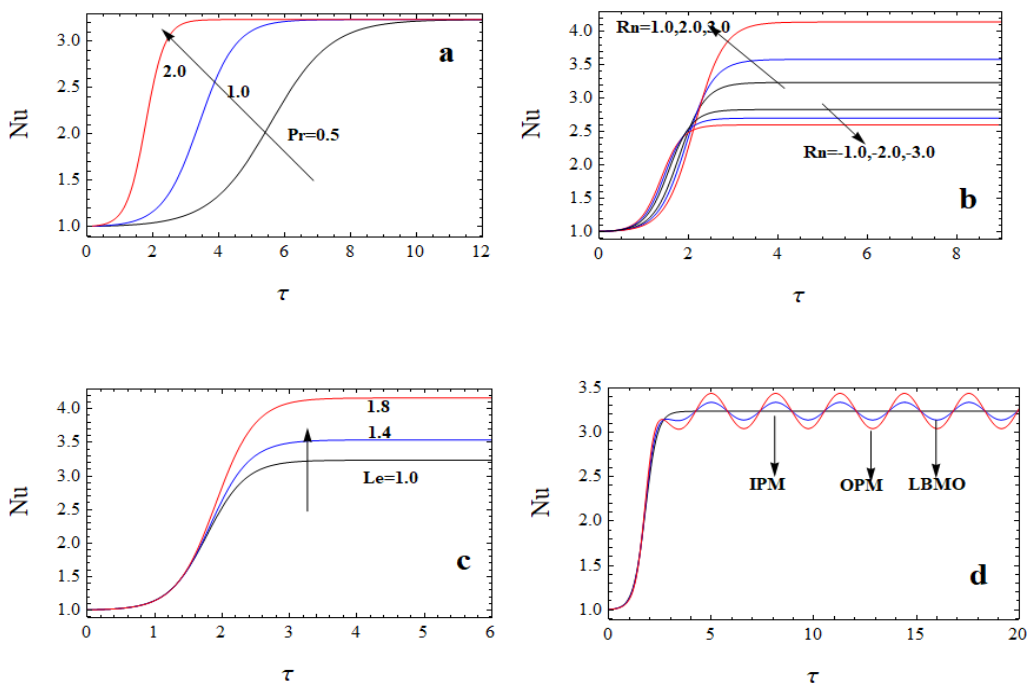 3.0
2.5
2.0
1.5
1.0
Nu
a
2.0
1.0
Pr=0.5
0 2 4 6 8 10 12
τ
4.0
3.5
3.0
2.5
2.0
1.5
1.0
Nu
Rn=1.0,2.0,3.0
Rn=-1.0,-2.0,-3.0
b
0 2 4 6 8
τ
4.0
3.5
3.0
2.5
2.0
1.5
1.0
Nu
1.8
1.4
Le=1.0
c
0 1 2 3 4 5 6
τ
3.5
3.0
2.5
2.0
1.5
1.0
Nu
IPM OPM LBMO
d
0 5 10 15 20
τ